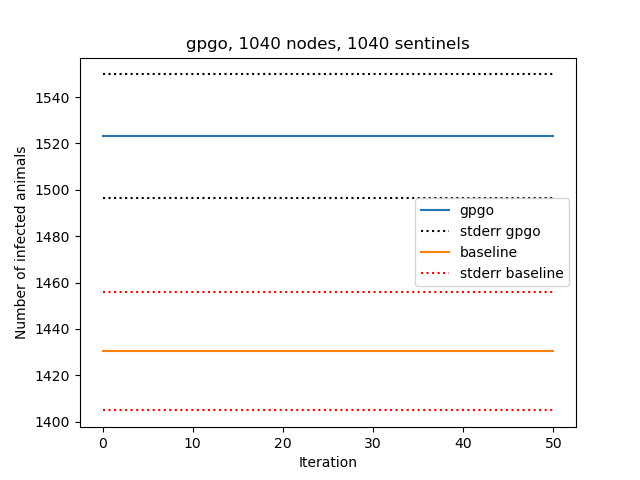 gpgo, 1040 nodes, 1040 sentinels
Number of infected animals
1540
1520
1500
1480
1460
1440
1420
1400
gpgo
stderr gpgo
baseline
stderr baseline
0 10 20 30 40 50
Iteration